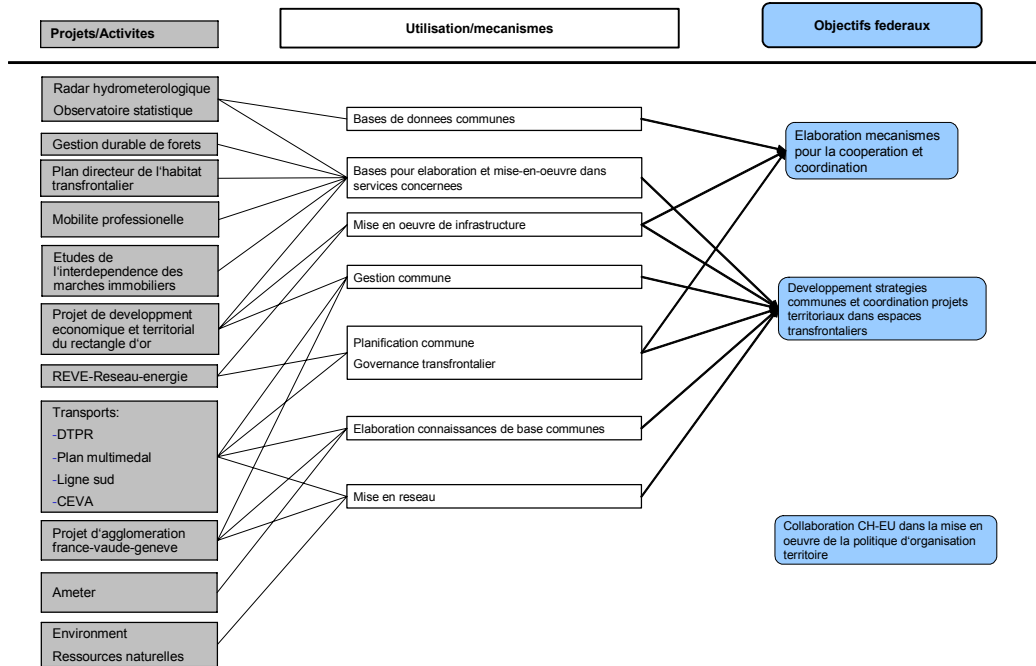 Projets/Activites
Utilisation/mecanismes
Objectifs federaux
Radar hydrometerologique
Observatoire statistique
Gestion durable de forets
Plan directeur de l'habitat
transfrontalier
Mobilite professionelle
Etudes de
l'interdependence des
marches immobiliers
Projet de developpment
economique et territorial
du rectangle d'or
REVE-Reseau-energie
Transports:
-DTPR
-Plan multimedal
-Ligne sud
-CEVA
Projet d'agglomeration
france-vaude-geneve
Ameter
Environment
Ressources naturelles
Bases de donnees communes
Bases pour elaboration et mise-en-oeuvre dans
services concernees
Mise en oeuvre de infrastructure
Gestion commune
Planification commune
Governance transfrontalier
Elaboration connaissances de base communes
Mise en reseau
Elaboration mecanismes
pour la cooperation et
coordination
Developpement strategies
communes et coordination projets
territoriaux dans espaces
transfrontaliers
Collaboration CH-EU dans la mise en
oeuvre de la politique d'organisation
territoire